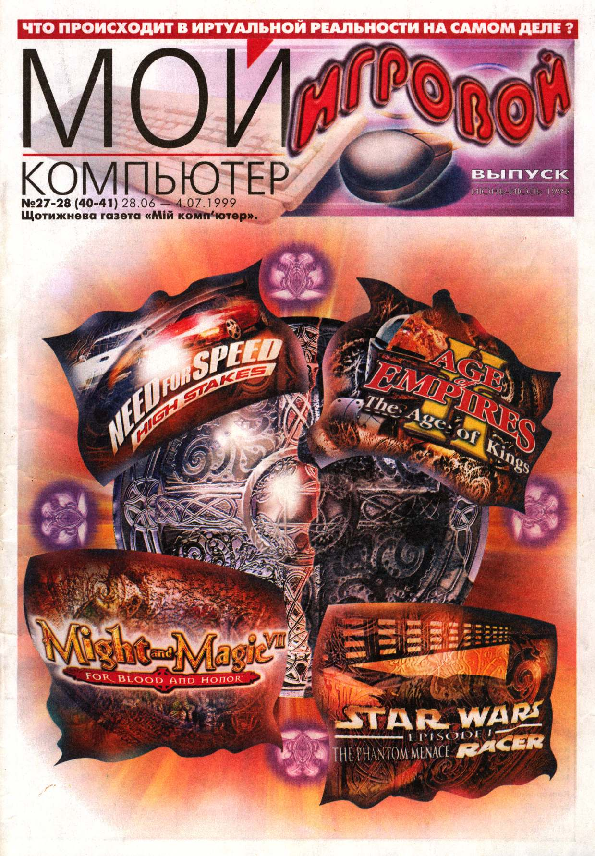 ЧТО ПРОИСХОДИТ В ИРТУАЛЬНОЙ РЕАЛЬНОСТИ НА САМОМ ДЕЛЕ ?
МОЙ
ИГРОВОЙ
КОМПЬЮТЕР
ВЫПУСК
№27-28 (40-41) 28.06 — 4.07.1999
Щотижнева газета «Мій комп'ютер».
NEED FOR SPEED
HIGH STAKES
II
AGE
of
EMPIRES
The Age of Kings
Might and Magic VII
FOR BLOOD AND HONOR
STAR WARS
EPISODE I
THE PHANTOM MENACE RACER